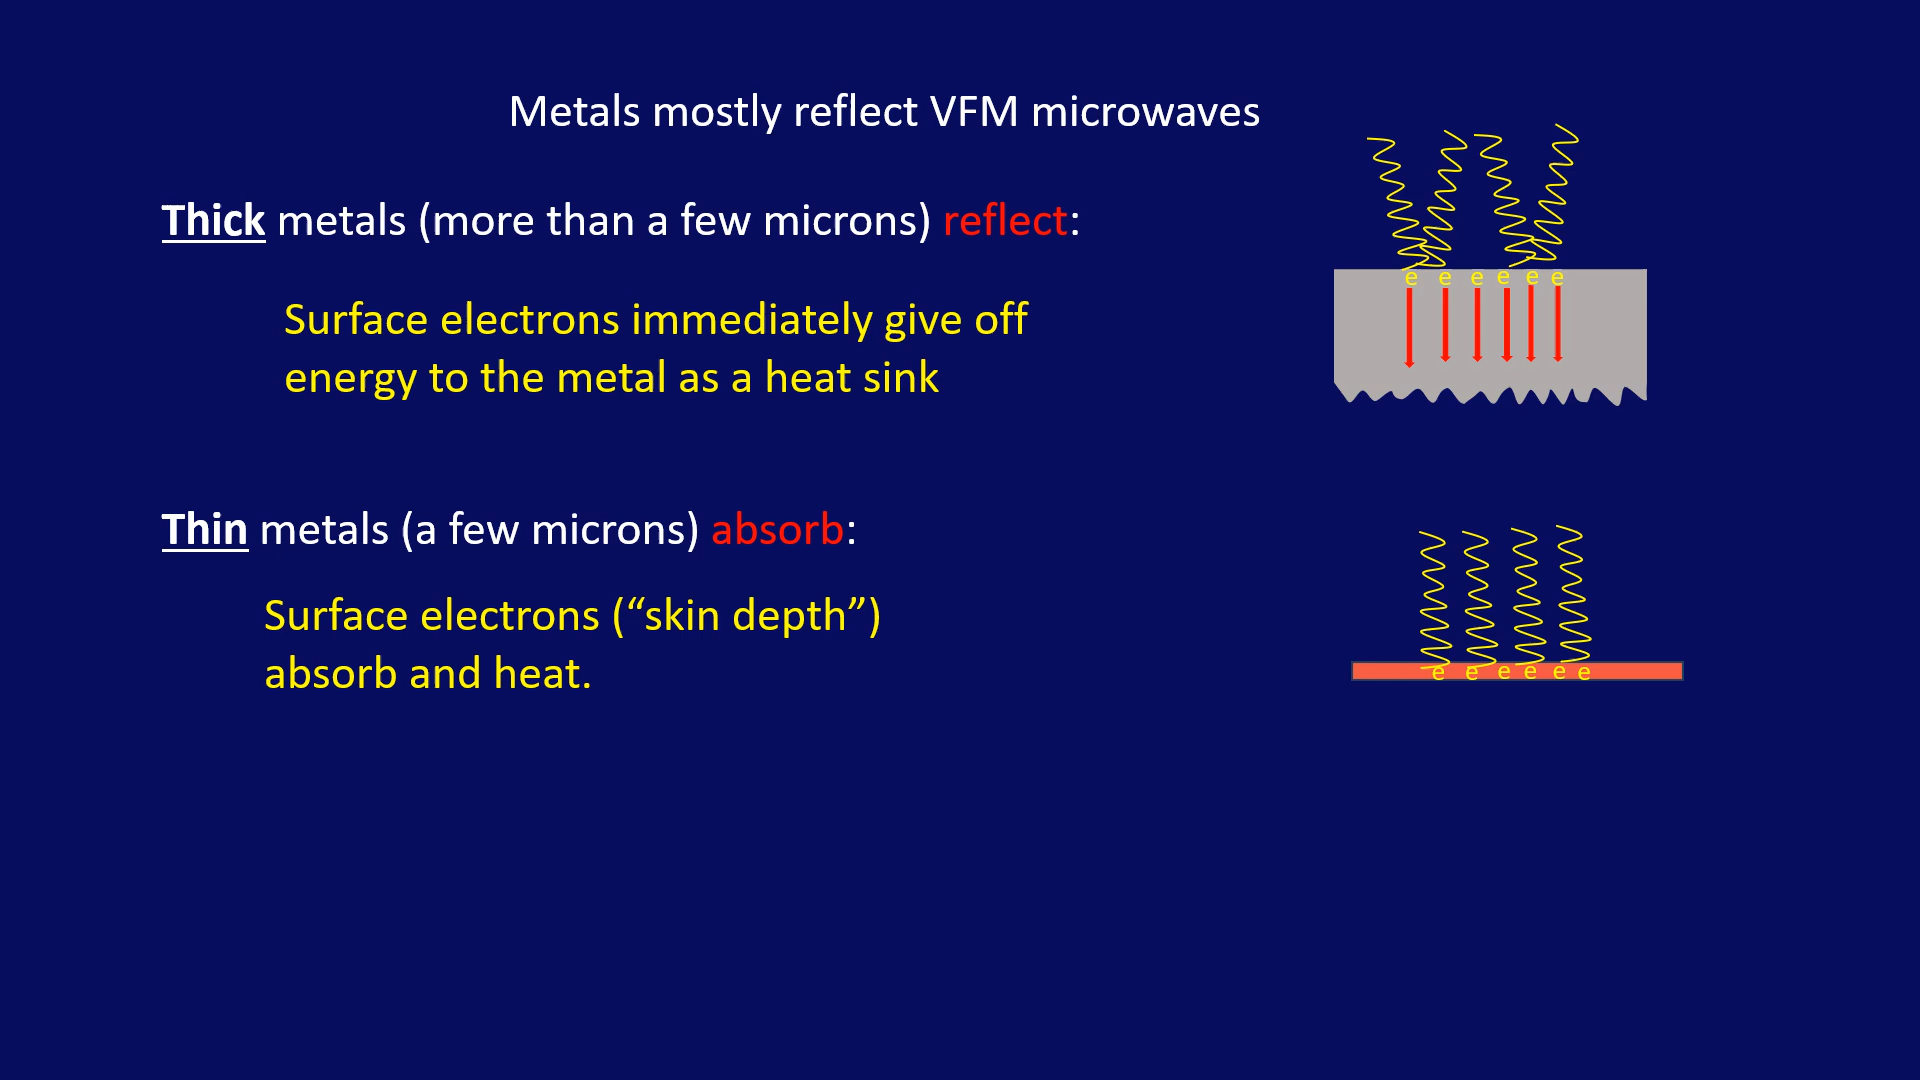 Metals mostly reflect VFM microwaves
Thick metals (more than a few microns) reflect:
Surface electrons immediately give off
energy to the metal as a heat sink
e e e e e e
Thin metals (a few microns) absorb:
Surface electrons (“skin depth”)
absorb and heat.
e e e e e e